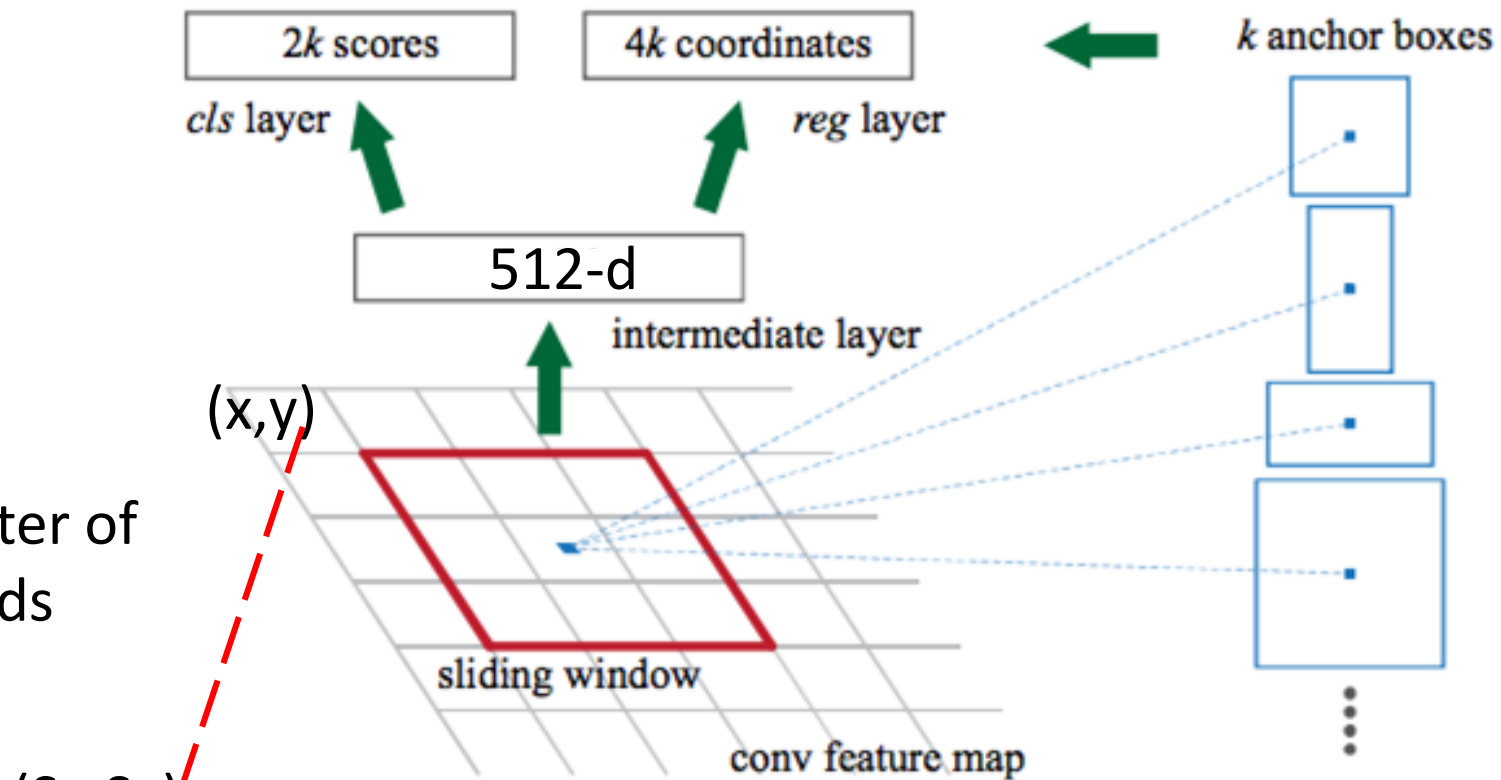 2k scores
4k coordinates
k anchor boxes
cls layer
reg layer
512-d
intermediate layer
(x,y)
ter of
ds
sliding window
conv feature map